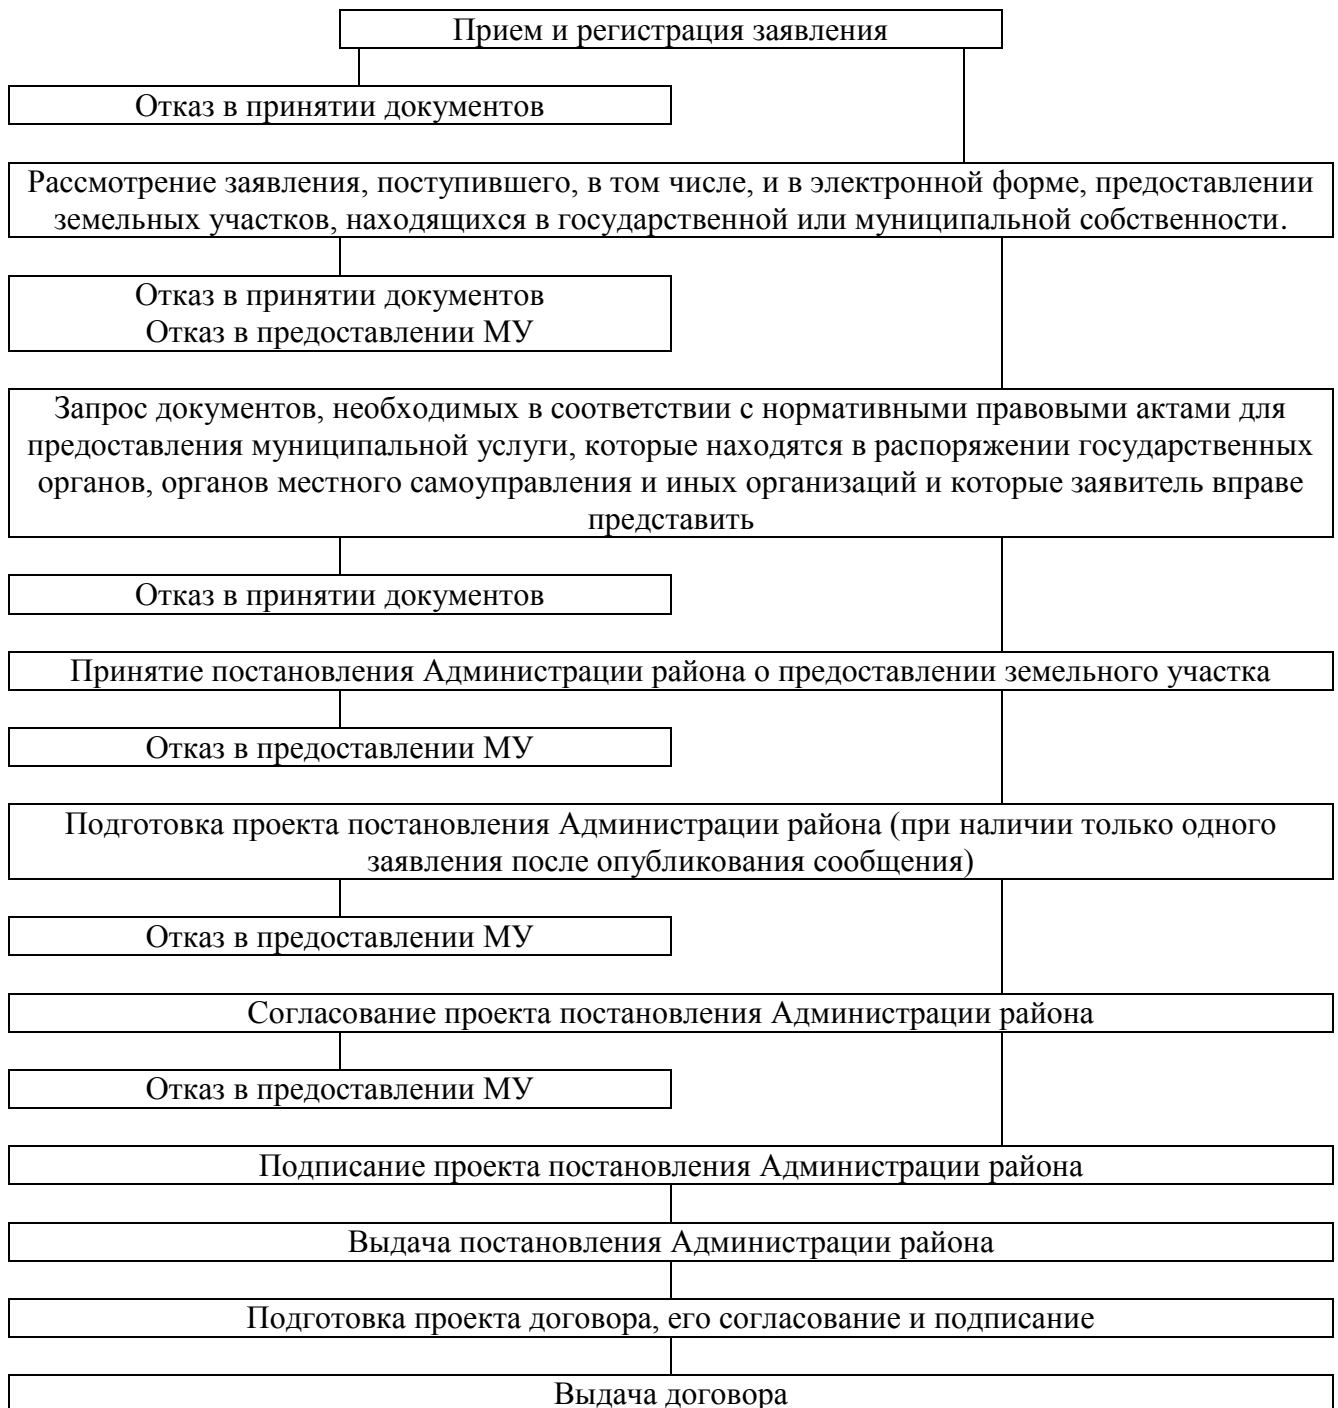 Прием и регистрация заявления
Отказ в принятии документов
Рассмотрение заявления, поступившего, в том числе, и в электронной форме, предоставлении
земельных участков, находящихся в государственной или муниципальной собственности.
Отказ в принятии документов
Отказ в предоставлении МУ
Запрос документов, необходимых в соответствии с нормативными правовыми актами для
предоставления муниципальной услуги, которые находятся в распоряжении государственных
органов, органов местного самоуправления и иных организаций и которые заявитель вправе
представить
Отказ в принятии документов
Принятие постановления Администрации района о предоставлении земельного участка
Отказ в предоставлении МУ
Подготовка проекта постановления Администрации района (при наличии только одного
заявления после опубликования сообщения)
Отказ в предоставлении МУ
Согласование проекта постановления Администрации района
Отказ в предоставлении МУ
Подписание проекта постановления Администрации района
Выдача постановления Администрации района
Подготовка проекта договора, его согласование и подписание
Выдача договора